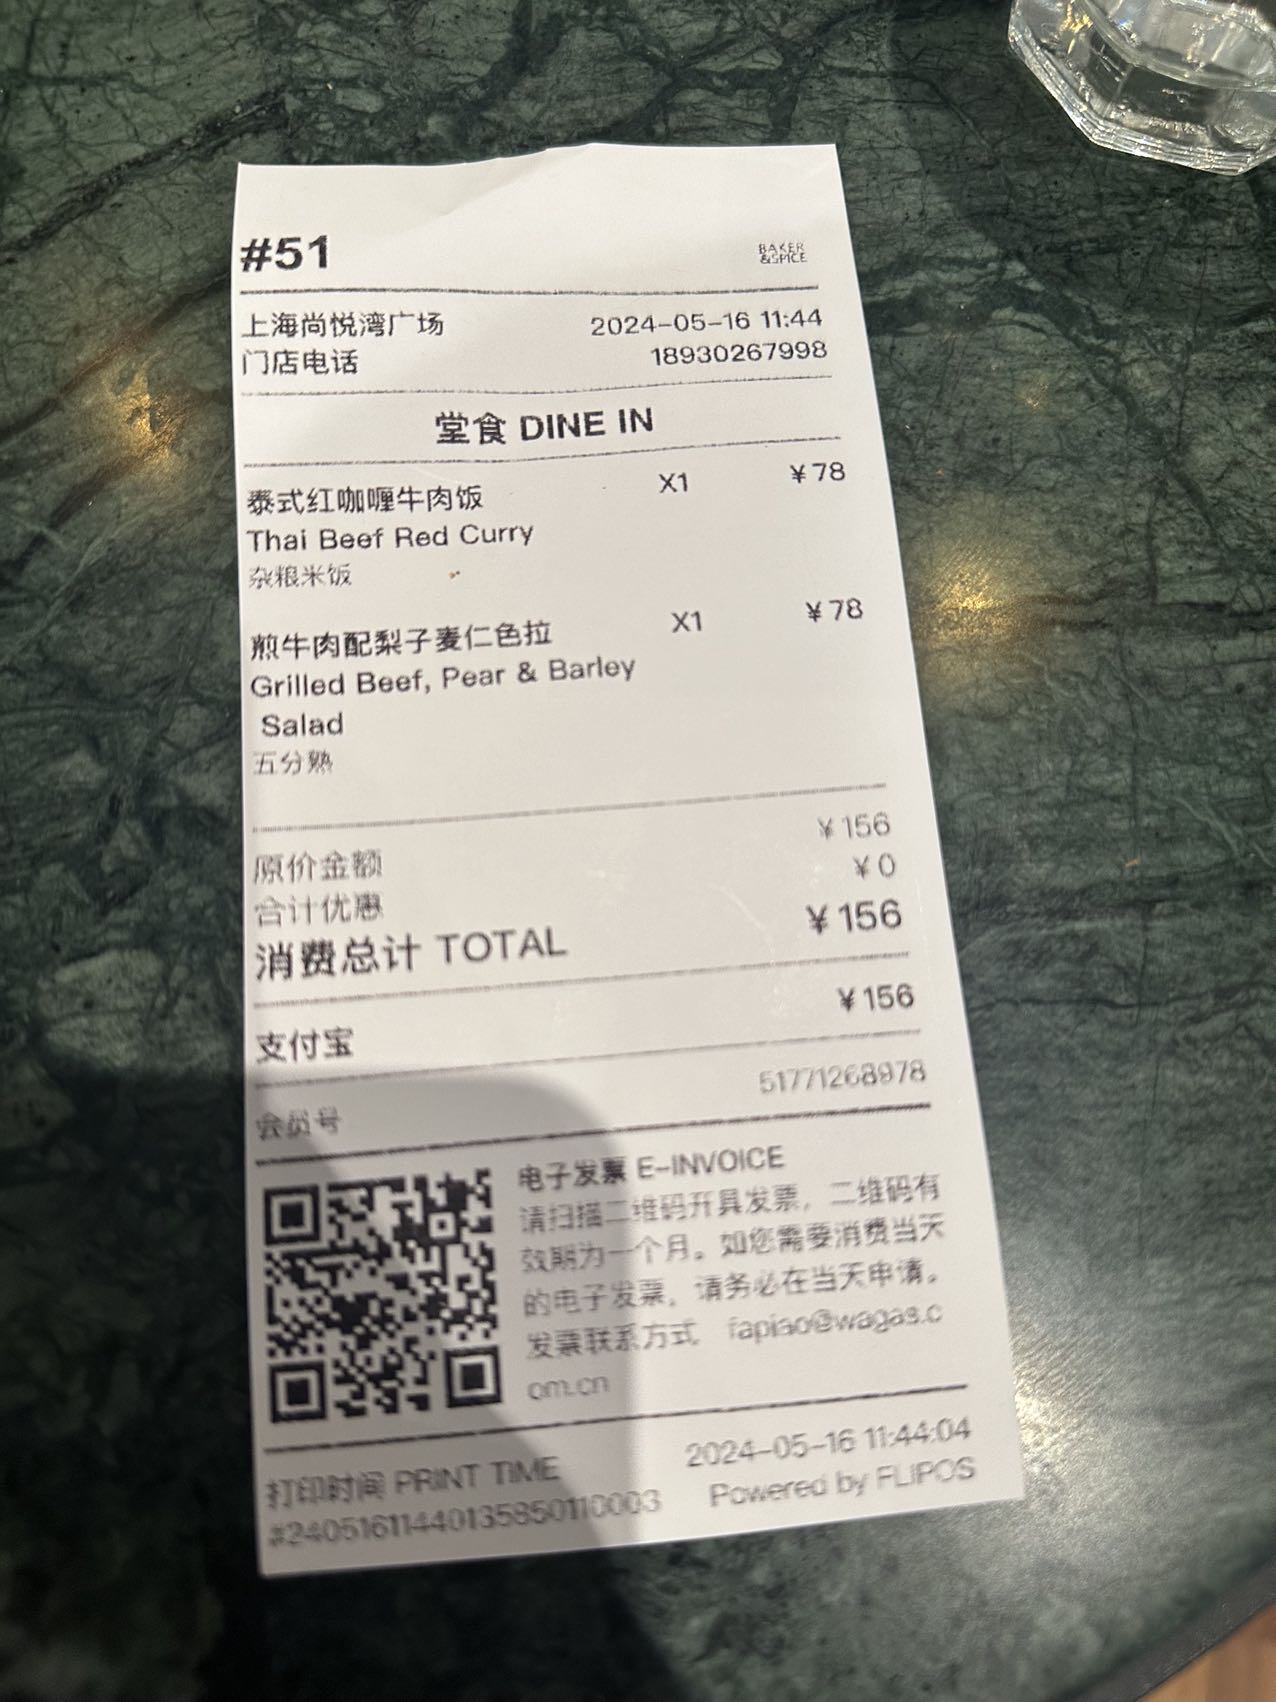 #51
BAKER
&SPICE
上海尚悦湾广场 2024-05-16 11:44
门店电话 18930267998
堂食 DINE IN
泰式红咖喱牛肉饭 X1 ¥78
Thai Beef Red Curry
杂粮米饭
煎牛肉配梨子麦仁色拉 X1 ¥78
Grilled Beef, Pear & Barley
Salad
五分熟
原价金额 ¥156
合计优惠 ¥0
消费总计 TOTAL ¥156
支付宝 ¥156
会员号 51771268978
电子发票 E-INVOICE
请扫描二维码开具发票，二维码有
效期为一个月。如您需要消费当天
的电子发票，请务必在当天申请。
发票联系方式 fapiao@wagas.c
om.cn
打印时间 PRINT TIME 2024-05-16 11:44:04
#240516114401358501​10003 Powered by FLIPOS